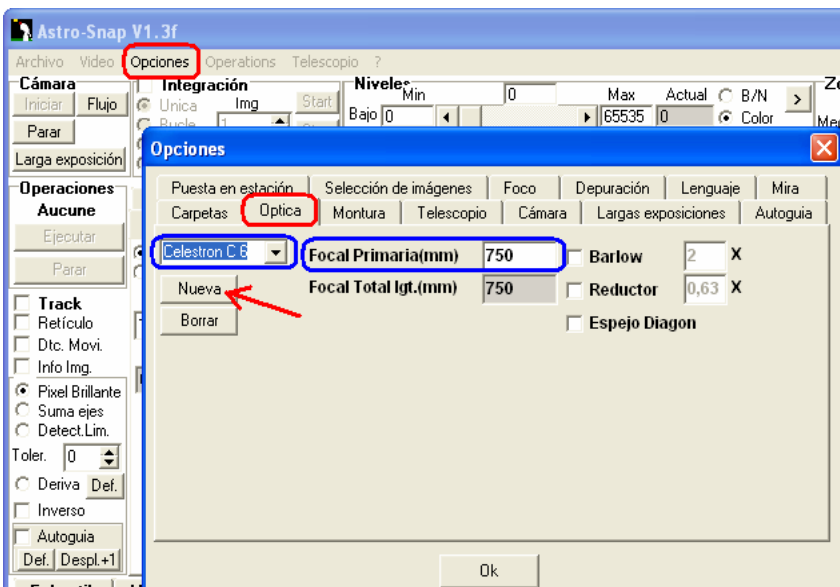 Astro-Snap V1.3f
Archivo Video Opciones Operations Telescopio ?
Cámara
Iniciar Flujo
Parar
Larga exposición
Integración
Unica Img Start
Bucle 1
Niveles
Min 0 Max Actual B/N >
Bajo 0 65535 0 Color
Operaciones
Aucune
Ejecutar
Parar
Track
Retículo
Dtc. Movi.
Info Img.
Pixel Brillante
Suma ejes
Detect.Lim.
Toler. 0
Deriva Def.
Inverso
Autoguia
Def. Despl.+1
Opciones
Puesta en estación Selección de imágenes Foco Depuración Lenguaje Mira
Carpetas Optica Montura Telescopio Cámara Largas exposiciones Autoguia
Celestron C 6 Focal Primaria(mm) 750 Barlow 2 X
Nueva Focal Total Igt.(mm) 750 Reductor 0,63 X
Borrar Espejo Diagon
Ok